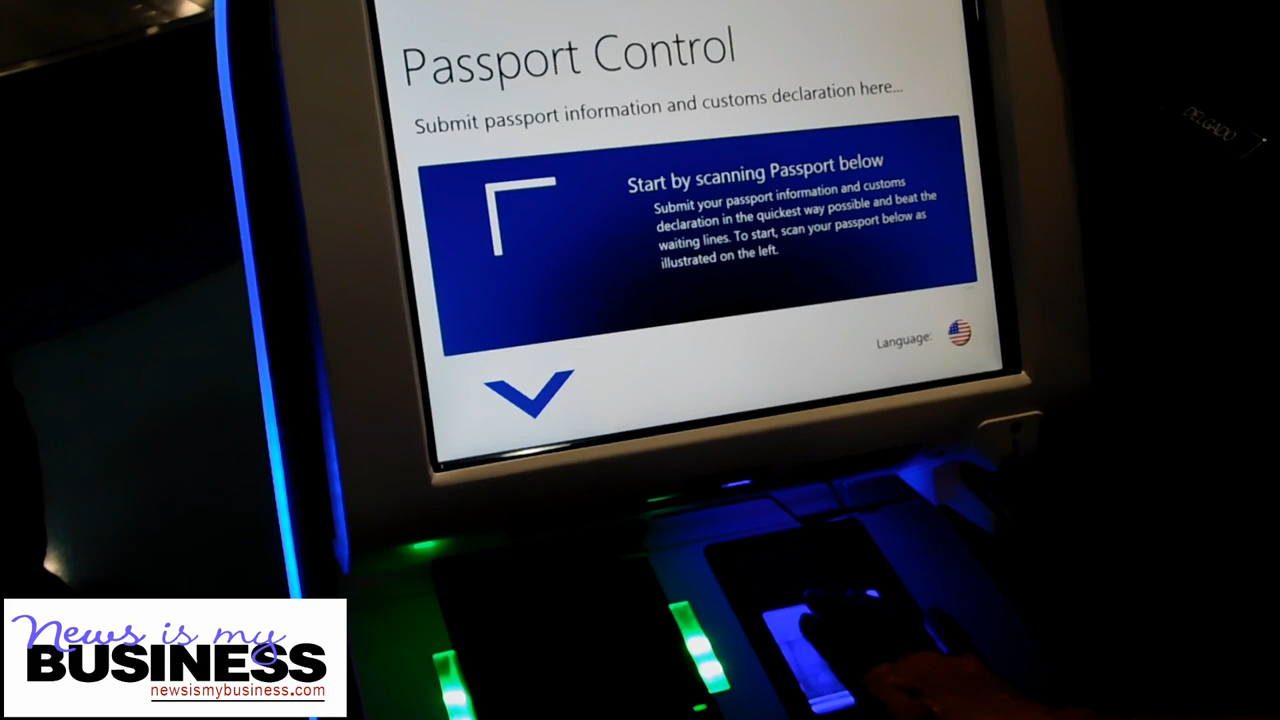 Passport Control
Submit passport information and customs declaration here...
Start by scanning Passport below
Submit your passport information and customs
declaration in the quickest way possible and beat the
waiting lines. To start, scan your passport below as
illustrated on the left.
Language:
DELGADO
News is my
BUSINESS
newsismybusiness.com